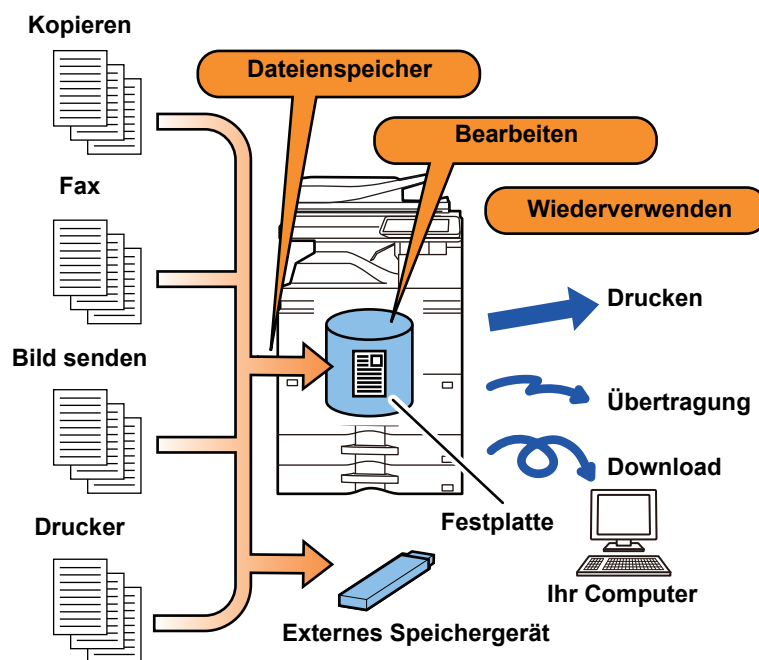 Kopieren
Dateienspeicher
Bearbeiten
Fax
Wiederverwenden
Drucken
Bild senden
Übertragung
Download
Drucker
Festplatte
Ihr Computer
Externes Speichergerät